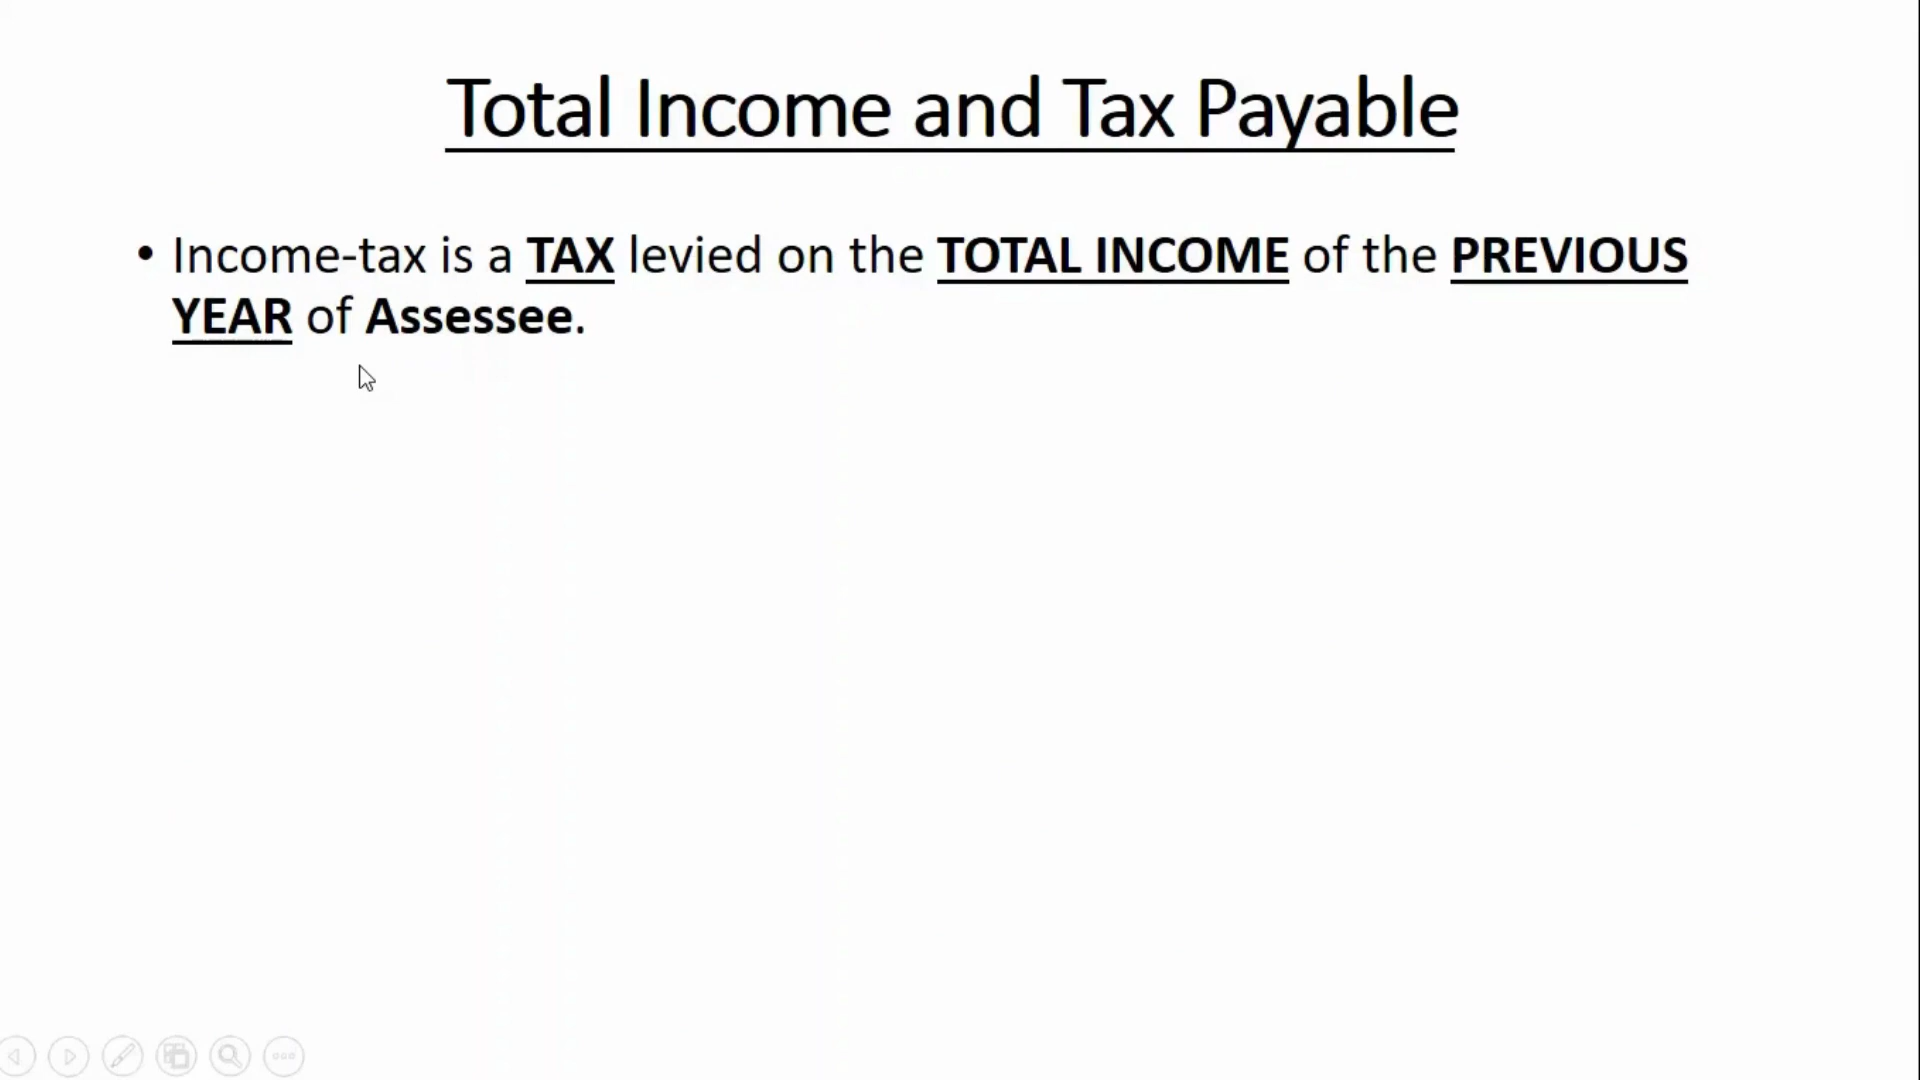 Total Income and Tax Payable
• Income-tax is a TAX levied on the TOTAL INCOME of the PREVIOUS
YEAR of Assessee.